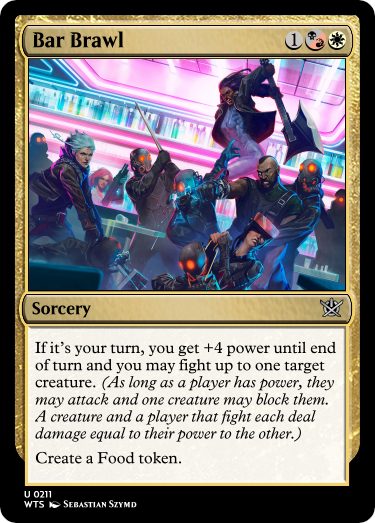 Bar Brawl 1
Sorcery
If it's your turn, you get +4 power until end
of turn and you may fight up to one target
creature. (As long as a player has power, they
may attack and one creature may block them.
A creature and a player that fight each deal
damage equal to their power to the other.)
Create a Food token.
U 0211
WTS SEBASTIAN SZYMD